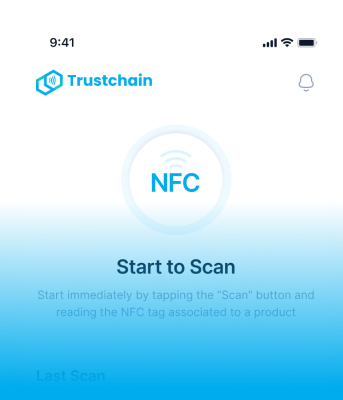 9:41
Trustchain
NFC
Start to Scan
Start immediately by tapping the "Scan" button and
reading the NFC tag associated to a product
Last Scan